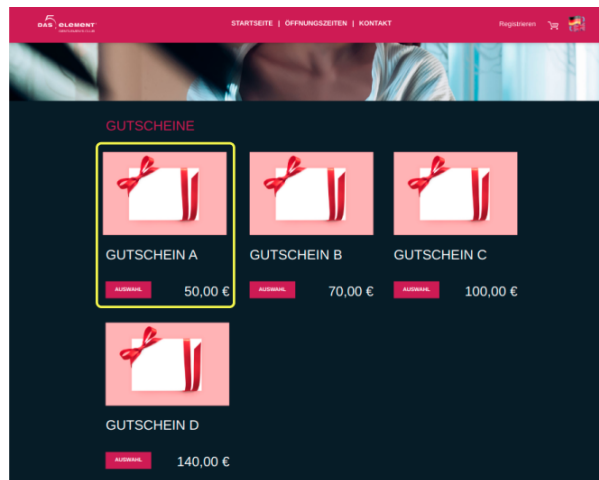 5
DAS element
STARTSEITE | ÖFFNUNGSZEITEN | KONTAKT
Registrieren
GUTSCHEINE
GUTSCHEIN A
AUSWAHL 50,00 €
GUTSCHEIN B
AUSWAHL 70,00 €
GUTSCHEIN C
AUSWAHL 100,00 €
GUTSCHEIN D
AUSWAHL 140,00 €